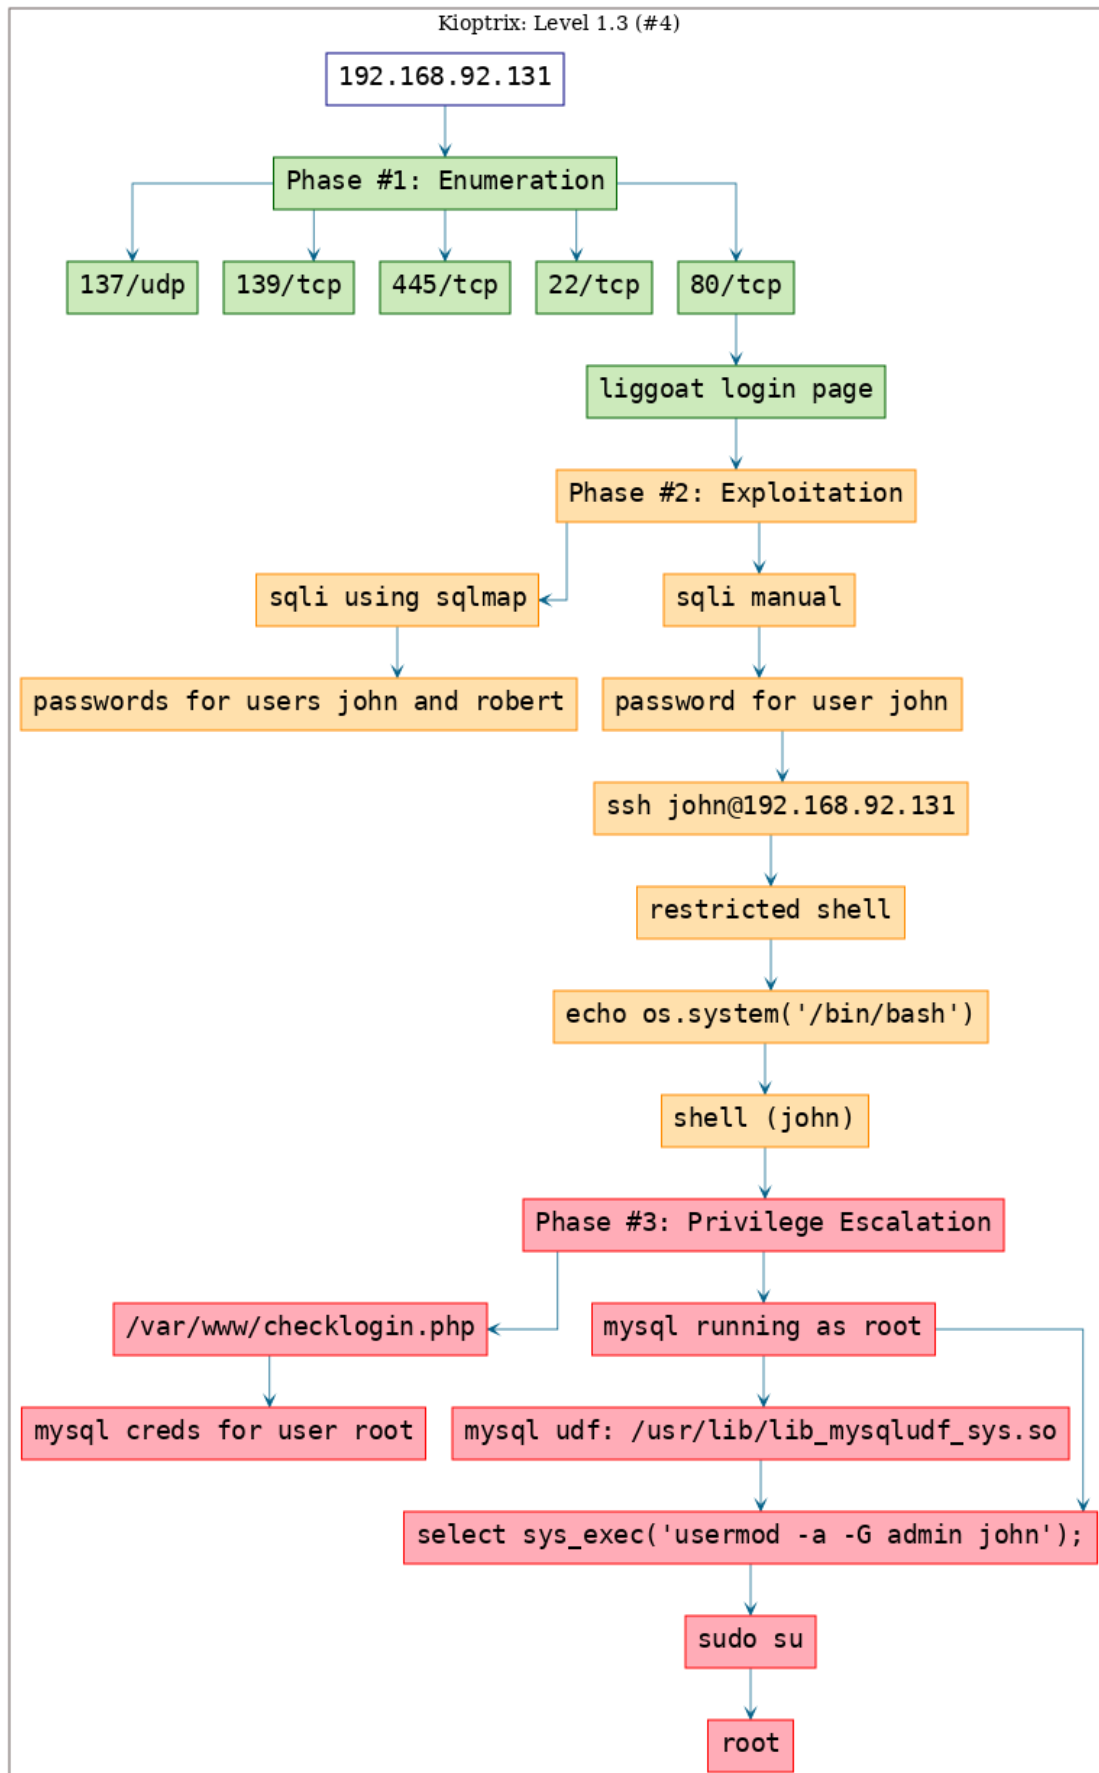 Kioptrix: Level 1.3 (#4)
192.168.92.131
Phase #1: Enumeration
137/udp
139/tcp
445/tcp
22/tcp
80/tcp
liggoat login page
Phase #2: Exploitation
sqli using sqlmap
sqli manual
passwords for users john and robert
password for user john
ssh john@192.168.92.131
restricted shell
echo os.system('/bin/bash')
shell (john)
Phase #3: Privilege Escalation
/var/www/checklogin.php
mysql running as root
mysql creds for user root
mysql udf: /usr/lib/lib_mysqludf_sys.so
select sys_exec('usermod -a -G admin john');
sudo su
root